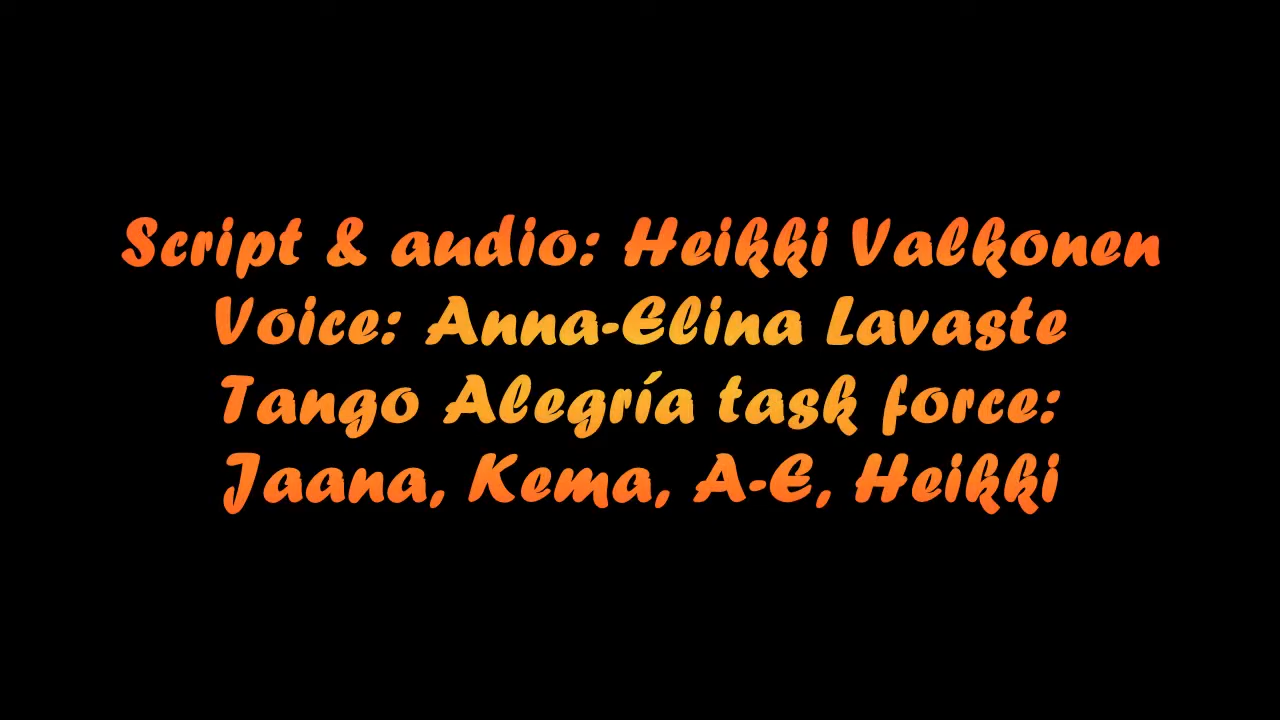 Script & audio: Heikki Valkonen
Voice: Anna-Elina Lavaste
Tango Alegría task force:
Jaana, Kema, A-E, Heikki